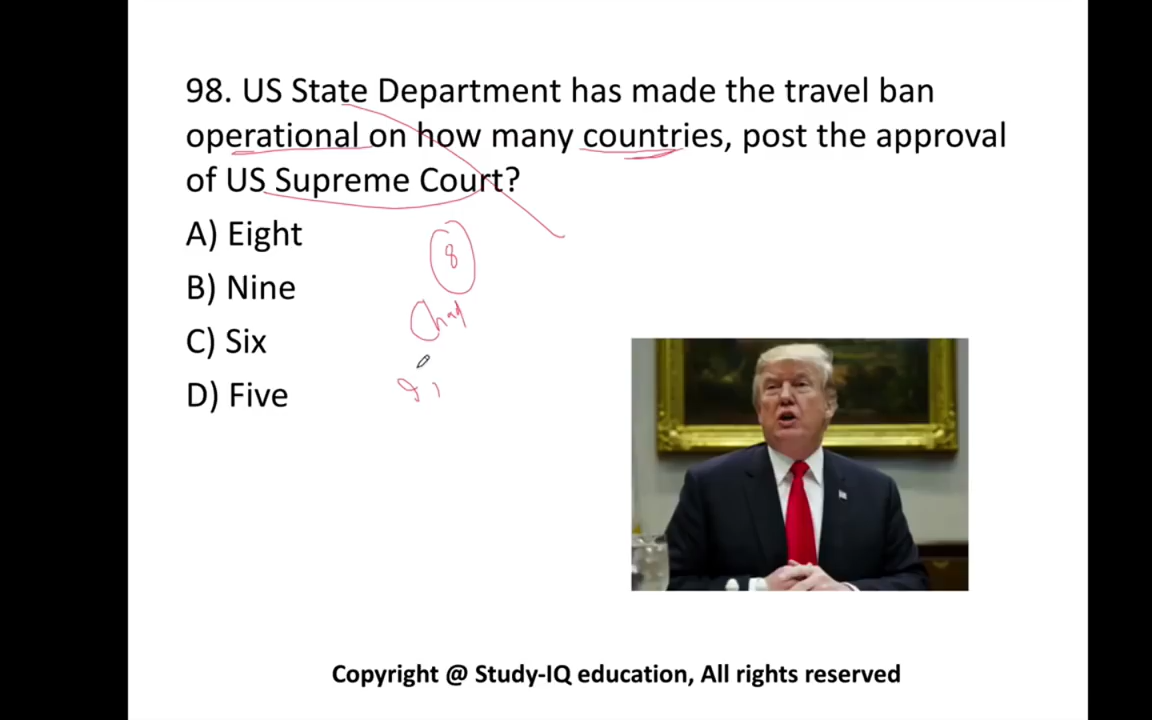 98. US State Department has made the travel ban
operational on how many countries, post the approval
of US Supreme Court?
A) Eight
8
B) Nine
Chad
C) Six
D) Five
Copyright @ Study-IQ education, All rights reserved